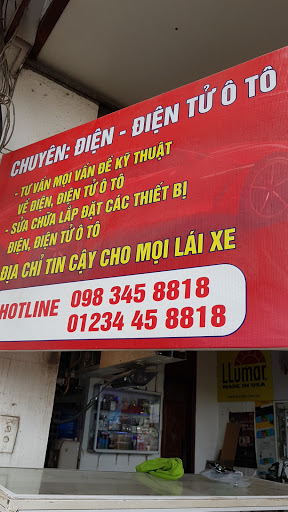 CHUYÊN: ĐIỆN - ĐIỆN TỬ Ô TÔ
- TƯ VẤN MỌI VẤN ĐỀ KỸ THUẬT
VỀ ĐIỆN, ĐIỆN TỬ Ô TÔ
- SỬA CHỮA LẮP ĐẶT CÁC THIẾT BỊ
ĐIỆN, ĐIỆN TỬ Ô TÔ
ĐỊA CHỈ TIN CẬY CHO MỌI LÁI XE
HOTLINE 098 345 8818
01234 45 8818
LLumar
MADE IN USA